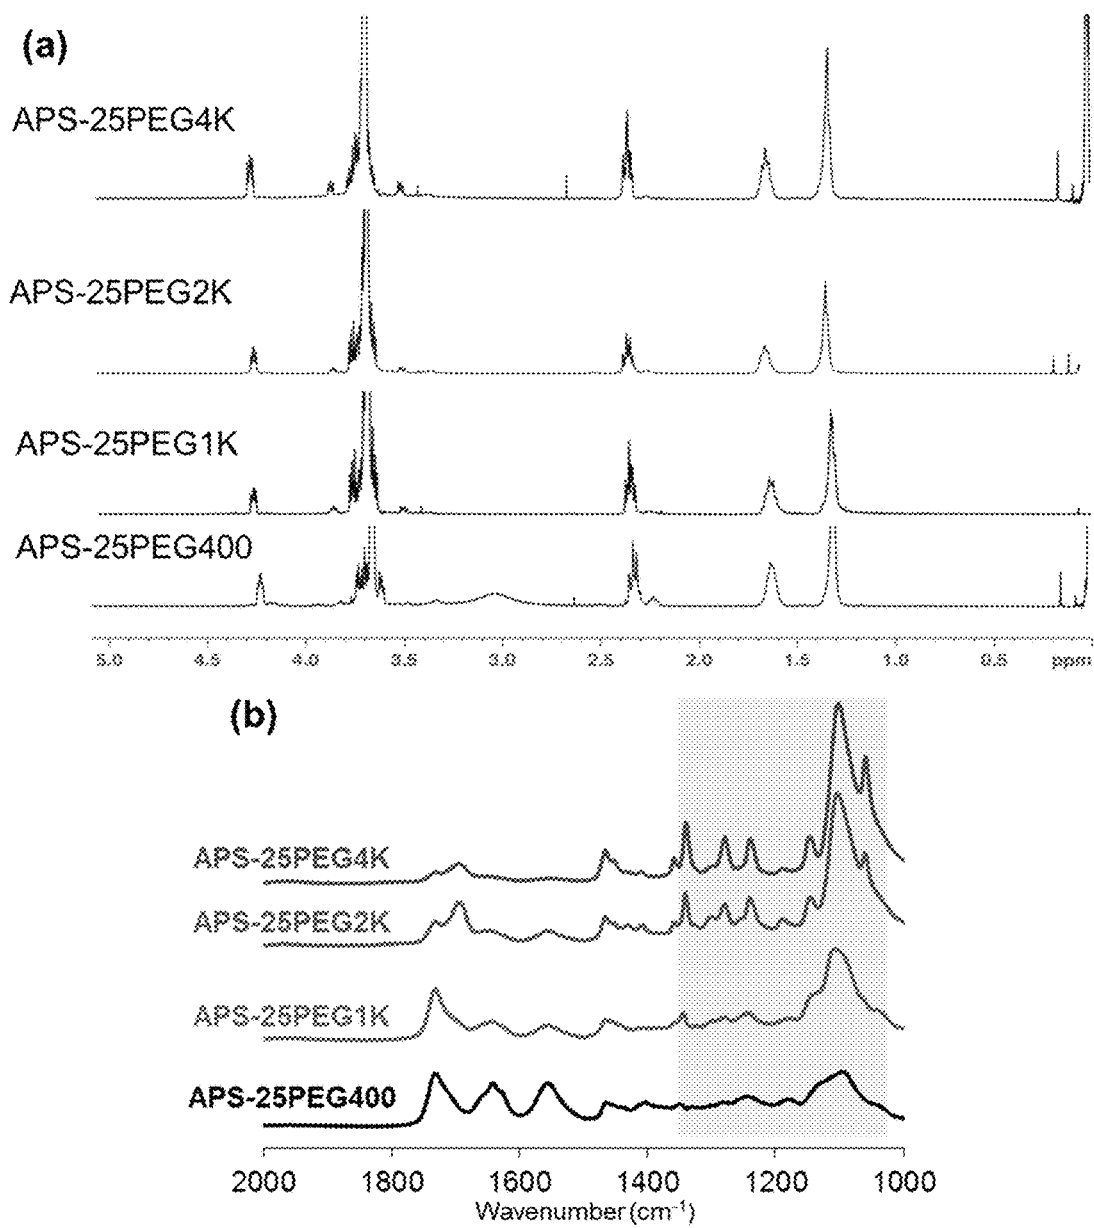 (a)
APS-25PEG4K
APS-25PEG2K
APS-25PEG1K
APS-25PEG400
5.0 4.5 4.0 3.5 3.0 2.5 2.0 1.5 1.0 0.5 ppm
(b)
APS-25PEG4K
APS-25PEG2K
APS-25PEG1K
APS-25PEG400
2000 1800 1600 1400 1200 1000
Wavenumber (cm⁻¹)